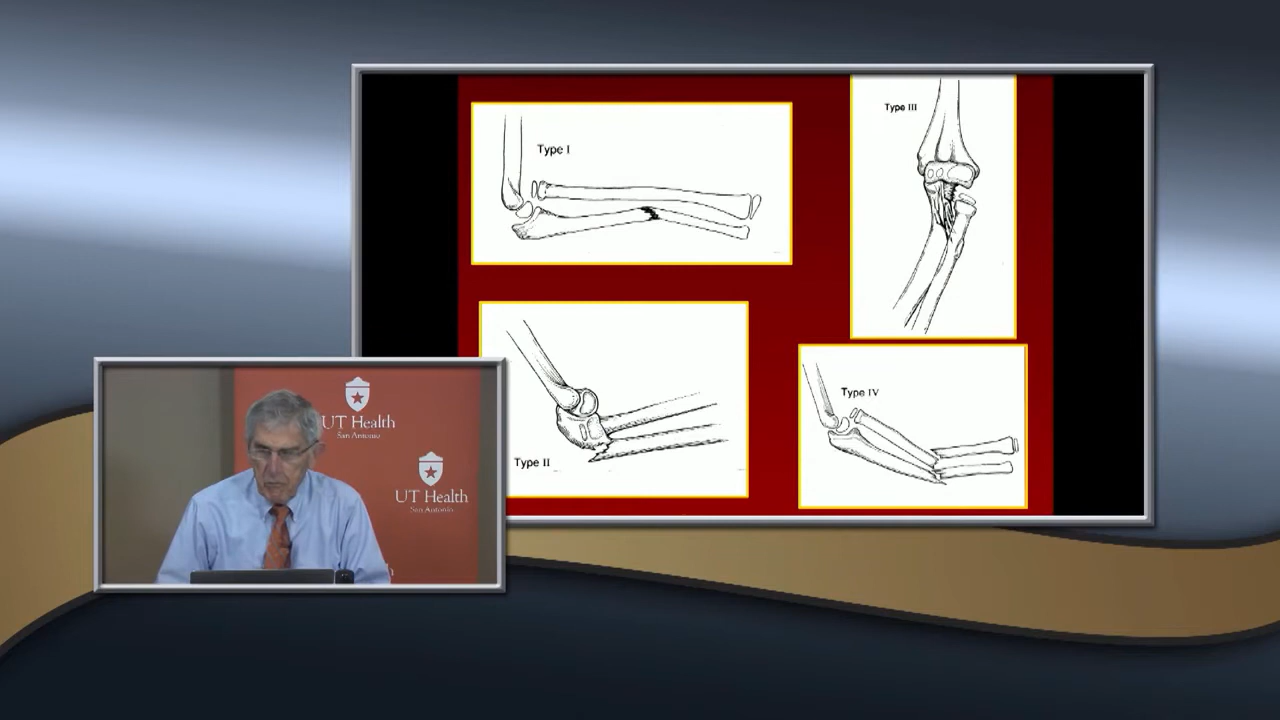 Type I
Type III
Type II
Type IV
UT Health
San Antonio
UT Health
San Antonio